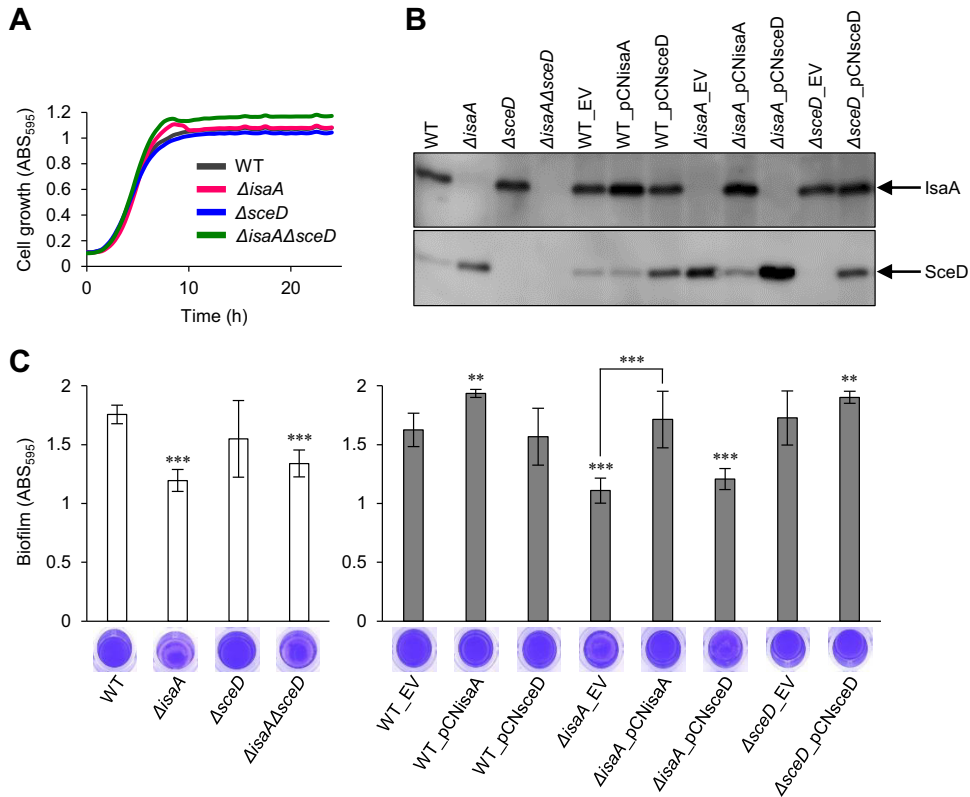 A
Cell growth (ABS595)
1.2
1
0.8
0.6
0.4
0.2
0
0
10
20
Time (h)
WT
ΔisaA
ΔsceD
ΔisaAΔsceD
B
WT
ΔisaA
ΔsceD
ΔisaAΔsceD
WT_EV
WT_pCNisaA
WT_pCNsceD
ΔisaA_EV
ΔisaA_pCNisaA
ΔisaA_pCNsceD
ΔsceD_EV
ΔsceD_pCNsceD
IsaA
SceD
C
Biofilm (ABS595)
2
1.5
1
0.5
0
***
***
WT
ΔisaA
ΔsceD
ΔisaAΔsceD
2
1.5
1
0.5
0
**
***
***
***
**
WT_EV
WT_pCNisaA
WT_pCNsceD
ΔisaA_EV
ΔisaA_pCNisaA
ΔisaA_pCNsceD
ΔsceD_EV
ΔsceD_pCNsceD